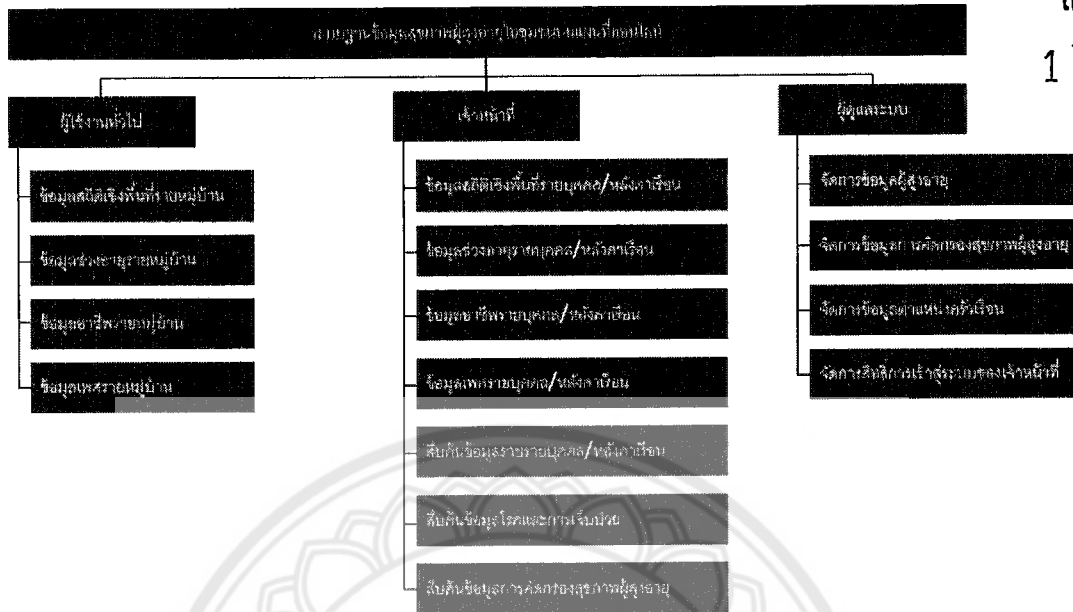 ระบบฐานข้อมูลสุขภาพผู้สูงอายุในชุมชนบนแผนที่ออนไลน์
1
ผู้ใช้งานทั่วไป
ข้อมูลสถิติเชิงพื้นที่รายหมู่บ้าน
ข้อมูลช่วงอายุรายหมู่บ้าน
ข้อมูลอาชีพรายหมู่บ้าน
ข้อมูลเพศรายหมู่บ้าน
เจ้าหน้าที่
ข้อมูลสถิติเชิงพื้นที่รายบุคคล/หลังคาเรือน
ข้อมูลช่วงอายุรายบุคคล/หลังคาเรือน
ข้อมูลอาชีพรายบุคคล/หลังคาเรือน
ข้อมูลเพศรายบุคคล/หลังคาเรือน
สืบค้นข้อมูลรายบุคคล/หลังคาเรือน
สืบค้นข้อมูลโรคและการเจ็บป่วย
สืบค้นข้อมูลการคัดกรองสุขภาพผู้สูงอายุ
ผู้ดูแลระบบ
จัดการข้อมูลผู้สูงอายุ
จัดการข้อมูลการคัดกรองสุขภาพผู้สูงอายุ
จัดการข้อมูลตำแหน่งครัวเรือน
จัดการสิทธิ์การเข้าสู่ระบบของเจ้าหน้าที่